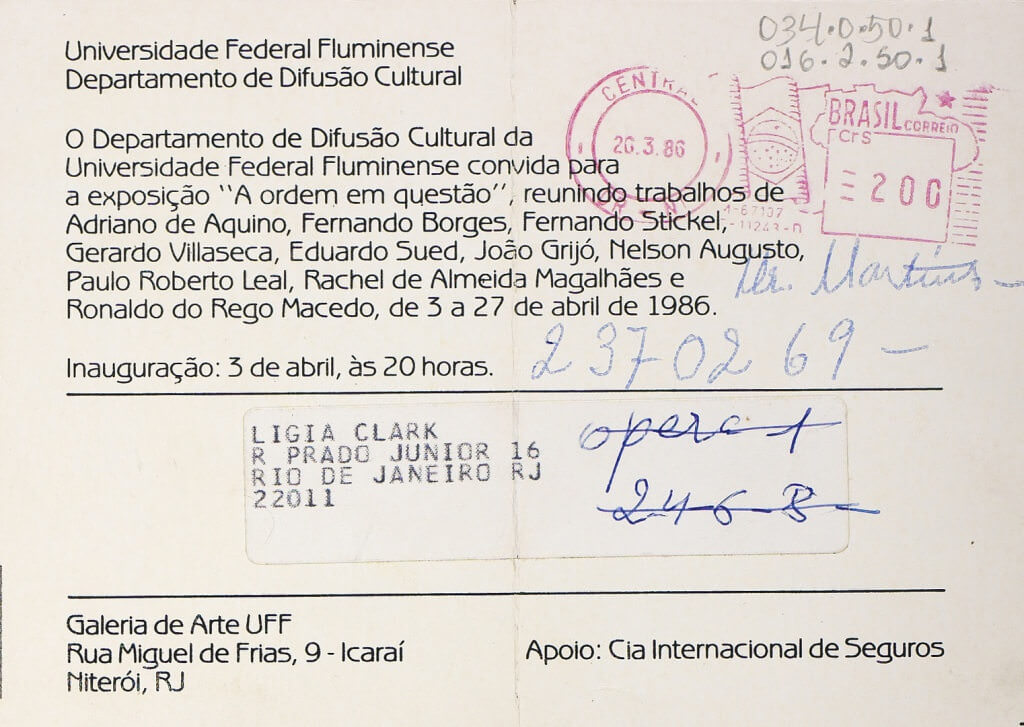 034.0.50.1
016.2.50.1
Universidade Federal Fluminense
Departamento de Difusão Cultural
CENTRAL
26.3.86
BRASIL CORREIO
CR$
200
O Departamento de Difusão Cultural da
Universidade Federal Fluminense convida para
a exposição "A ordem em questão", reunindo trabalhos de
Adriano de Aquino, Fernando Borges, Fernando Stickel,
Gerardo Villaseca, Eduardo Sued, João Grijó, Nelson Augusto,
Paulo Roberto Leal, Rachel de Almeida Magalhães e
Ronaldo do Rego Macedo, de 3 a 27 de abril de 1986.
Martins
Inauguração: 3 de abril, às 20 horas.
2370269
LIGIA CLARK
R PRADO JUNIOR 16
RIO DE JANEIRO RJ
22011
opera 1
246-B
Galeria de Arte UFF
Rua Miguel de Frias, 9 - Icaraí
Niterói, RJ
Apoio: Cia Internacional de Seguros